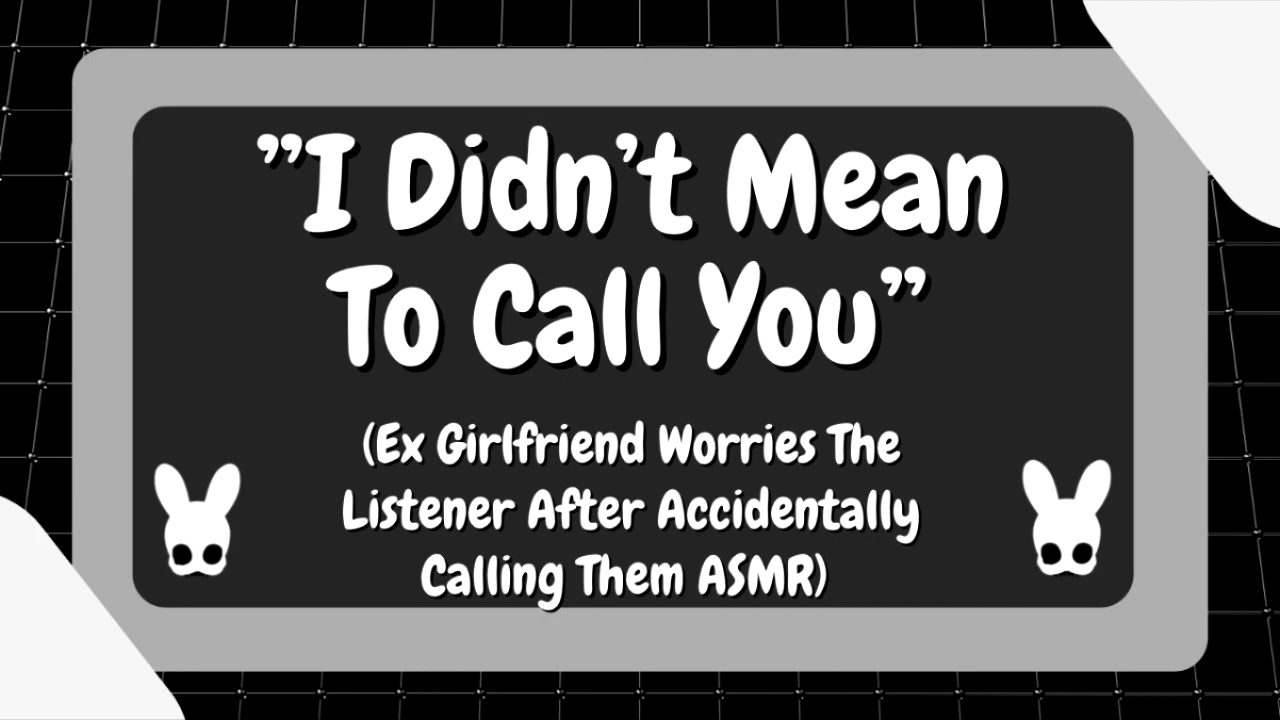 ”I Didn’t Mean
To Call You”
(Ex Girlfriend Worries The
Listener After Accidentally
Calling Them ASMR)